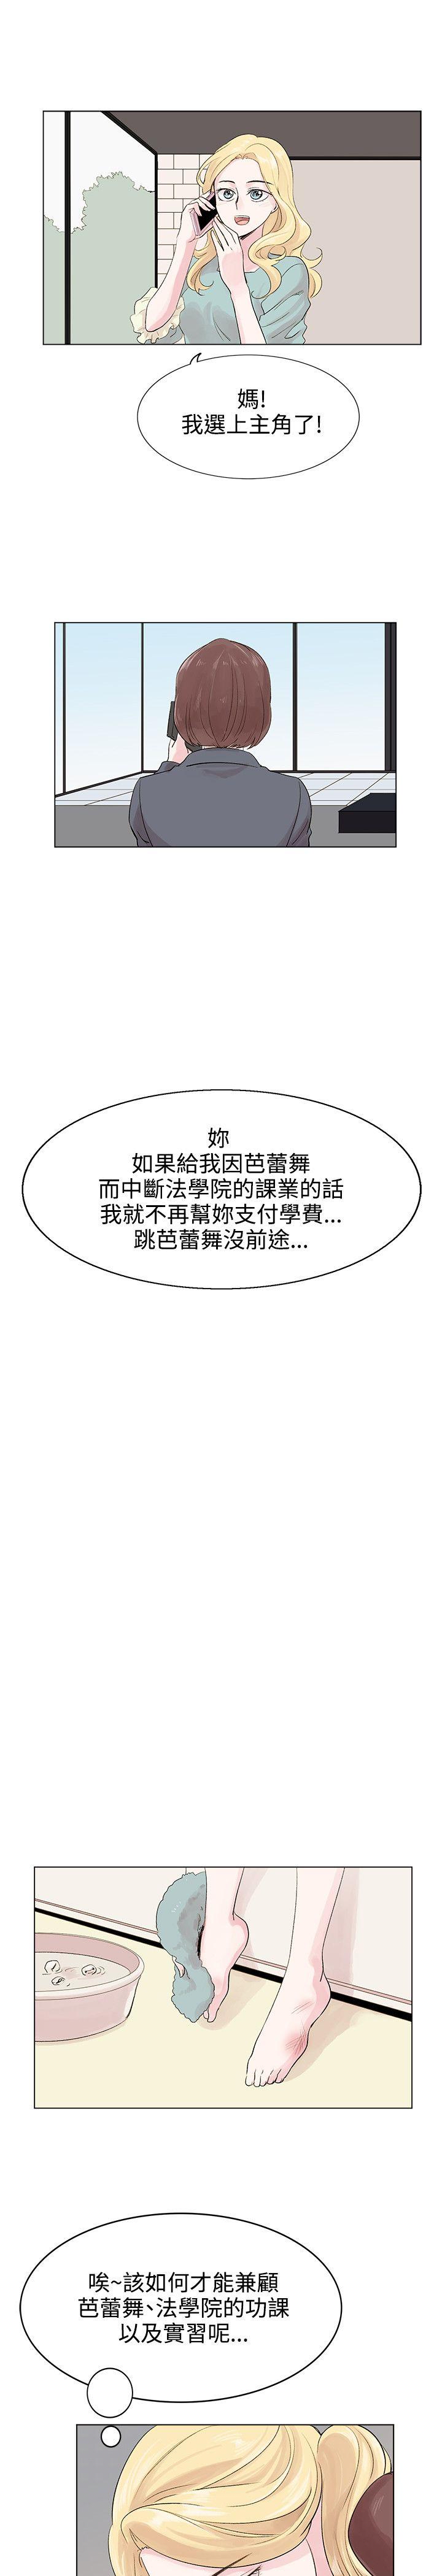 媽!
我選上主角了!
妳
如果給我因芭蕾舞
而中斷法學院的課業的話
我就不再幫妳支付學費...
跳芭蕾舞沒前途...
唉~該如何才能兼顧
芭蕾舞、法學院的功課
以及實習呢...